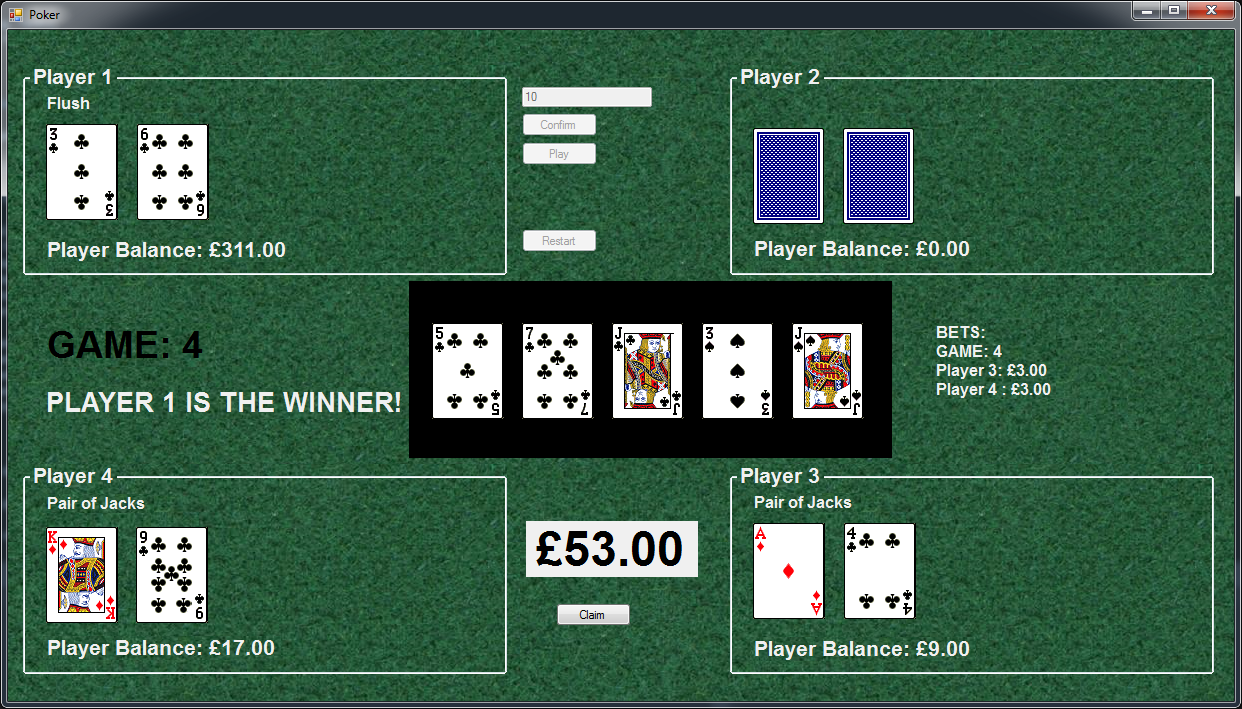 Poker
Player 1
Flush
3
3
6
6
Player Balance: £311.00
10
Confirm
Play
Restart
Player 2
Player Balance: £0.00
GAME: 4
PLAYER 1 IS THE WINNER!
5
5
7
7
J
J
3
3
J
J
BETS:
GAME: 4
Player 3: £3.00
Player 4 : £3.00
Player 4
Pair of Jacks
K
K
9
9
Player Balance: £17.00
£53.00
Claim
Player 3
Pair of Jacks
A
A
4
4
Player Balance: £9.00